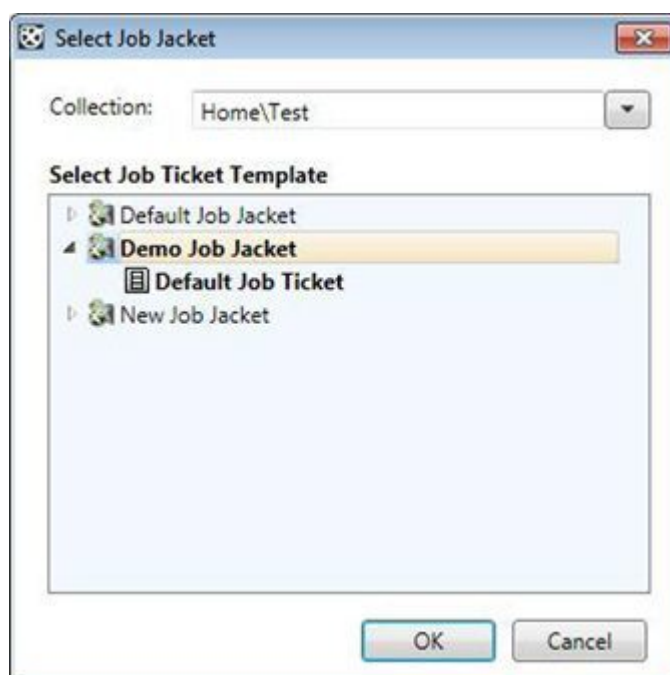 Select Job Jacket
Collection: Home\Test
Select Job Ticket Template
Default Job Jacket
Demo Job Jacket
Default Job Ticket
New Job Jacket
OK Cancel